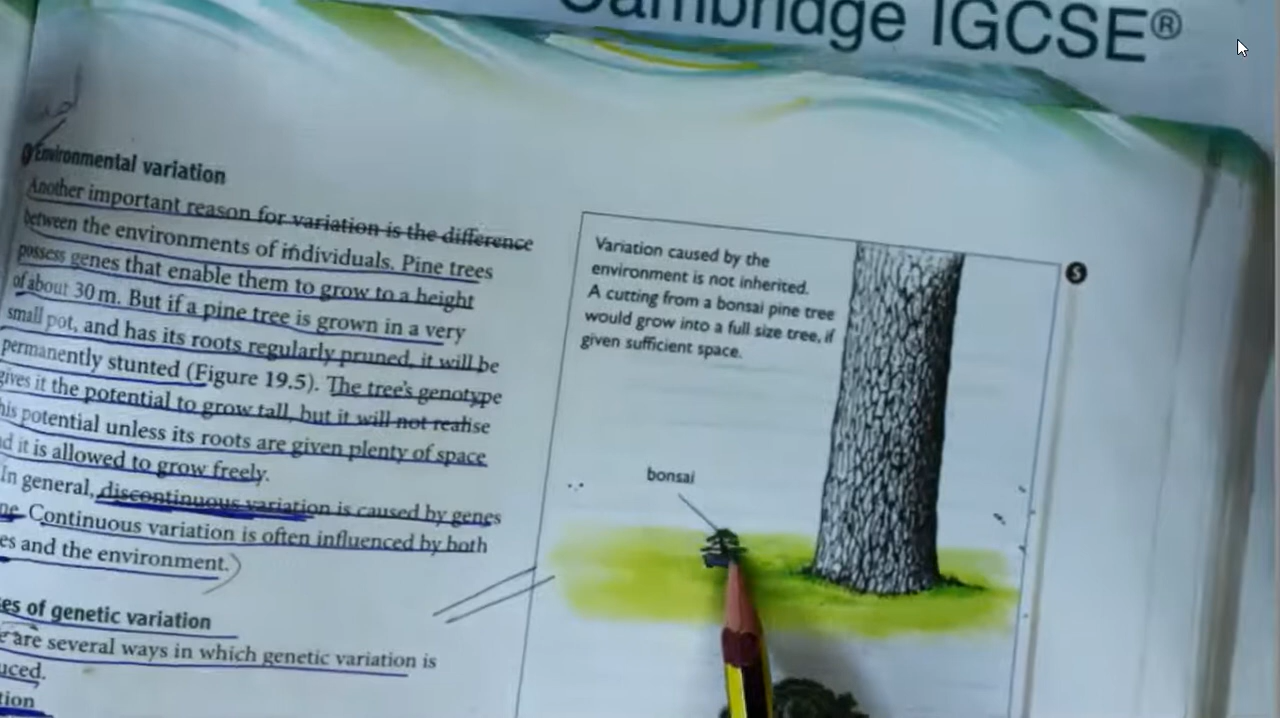 Cambridge IGCSE®
Environmental variation
Another important reason for variation is the difference
between the environments of individuals. Pine trees
possess genes that enable them to grow to a height
of about 30 m. But if a pine tree is grown in a very
small pot, and has its roots regularly pruned, it will be
permanently stunted (Figure 19.5). The tree's genotype
gives it the potential to grow tall, but it will not realise
his potential unless its roots are given plenty of space
nd it is allowed to grow freely.
In general, discontinuous variation is caused by genes
ne. Continuous variation is often influenced by both
es and the environment.
es of genetic variation
e are several ways in which genetic variation is
uced.
tion
Variation caused by the
environment is not inherited.
A cutting from a bonsai pine tree
would grow into a full size tree, if
given sufficient space.
S
bonsai